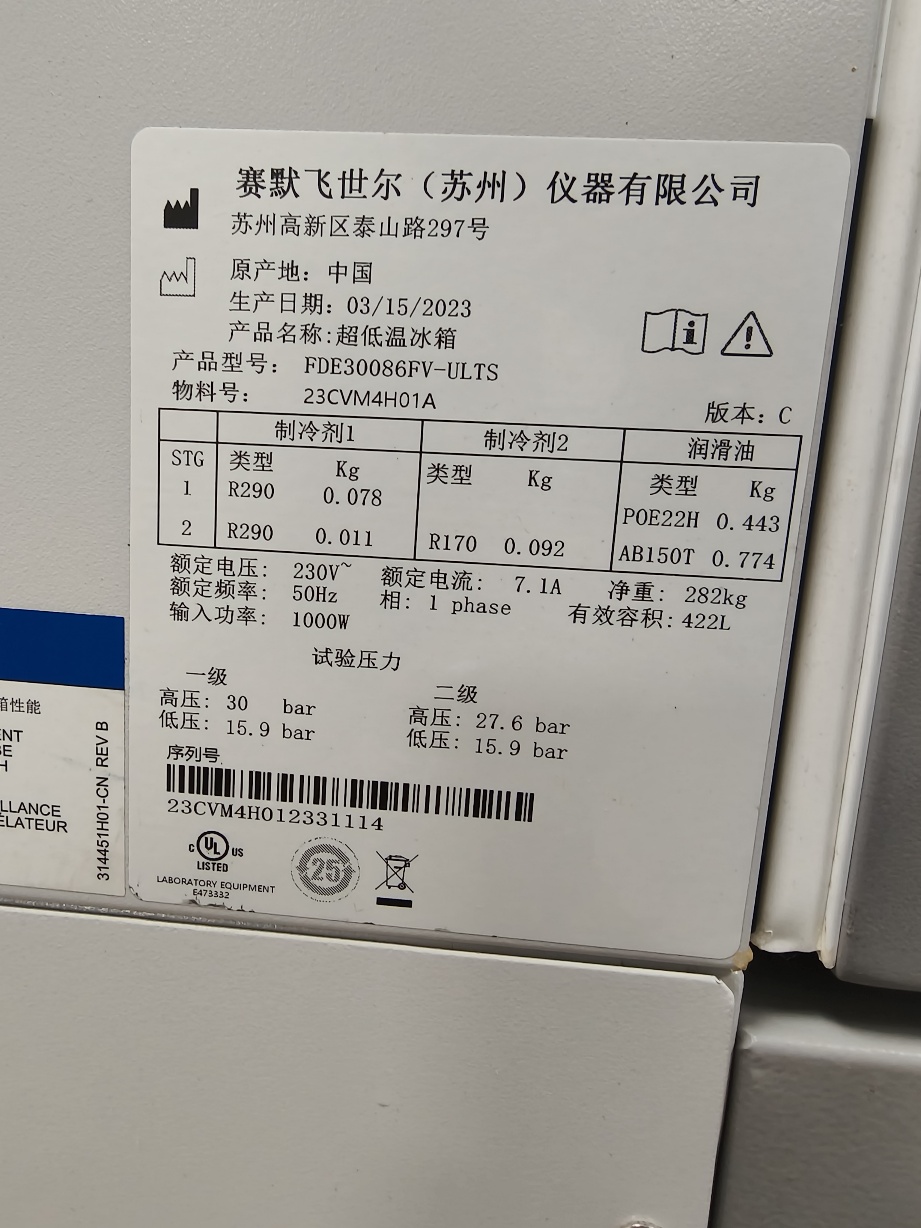 赛默飞世尔（苏州）仪器有限公司
苏州高新区泰山路297号
原产地：中国
生产日期：03/15/2023
产品名称:超低温冰箱
产品型号： FDE30086FV-ULTS
物料号： 23CVM4H01A
版本：C
制冷剂1 制冷剂2 润滑油
STG 类型 Kg 类型 Kg 类型 Kg
1 R290 0.078 POE22H 0.443
2 R290 0.011 R170 0.092 AB150T 0.774
额定电压： 230V~ 额定电流： 7.1A 净重： 282kg
额定频率： 50Hz 相：1 phase 有效容积：422L
输入功率： 1000W
试验压力
一级 二级
高压：30 bar 高压：27.6 bar
低压：15.9 bar 低压：15.9 bar
序列号
23CVM4H012331114
C UL US
LISTED
25
LABORATORY EQUIPMENT
E473332
箱性能
ENT
LLANCE
ÉLATEUR
314451H01-CN REV B